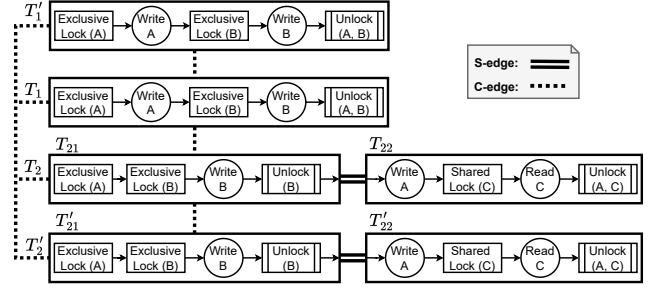 T′₁
Exclusive Lock (A) Write A Exclusive Lock (B) Write B Unlock (A, B)
S-edge:
C-edge:
T₁
Exclusive Lock (A) Write A Exclusive Lock (B) Write B Unlock (A, B)
T₂
T₂₁
Exclusive Lock (A) Exclusive Lock (B) Write B Unlock (B)
T₂₂
Write A Shared Lock (C) Read C Unlock (A, C)
T′₂
T′₂₁
Exclusive Lock (A) Exclusive Lock (B) Write B Unlock (B)
T′₂₂
Write A Shared Lock (C) Read C Unlock (A, C)